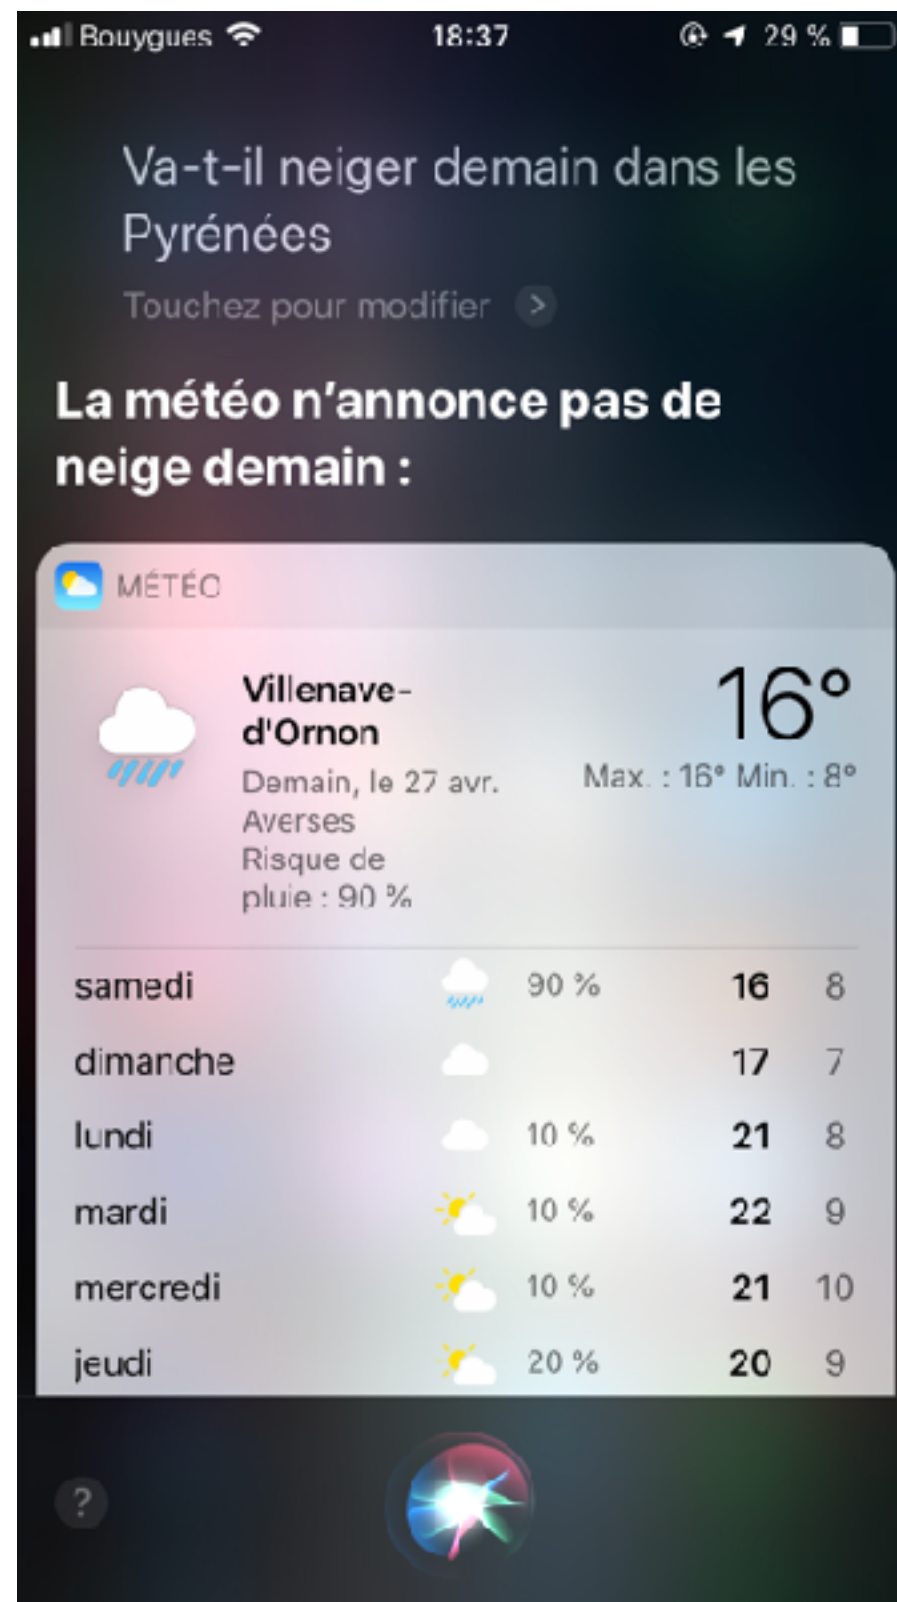 Bouygues 18:37 29 %
Va-t-il neiger demain dans les
Pyrénées
Touchez pour modifier >
La météo n'annonce pas de
neige demain :
MÉTÉO
Villenave-
d'Ornon
16°
Demain, le 27 avr.
Max. : 16° Min. : 8°
Averses
Risque de
pluie : 90 %
samedi 90 % 16 8
dimanche 17 7
lundi 10 % 21 8
mardi 10 % 22 9
mercredi 10 % 21 10
jeudi 20 % 20 9
?